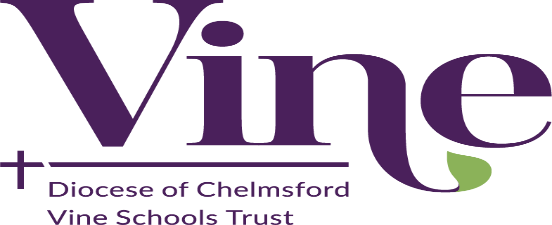 Vine
Diocese of Chelmsford
Vine Schools Trust